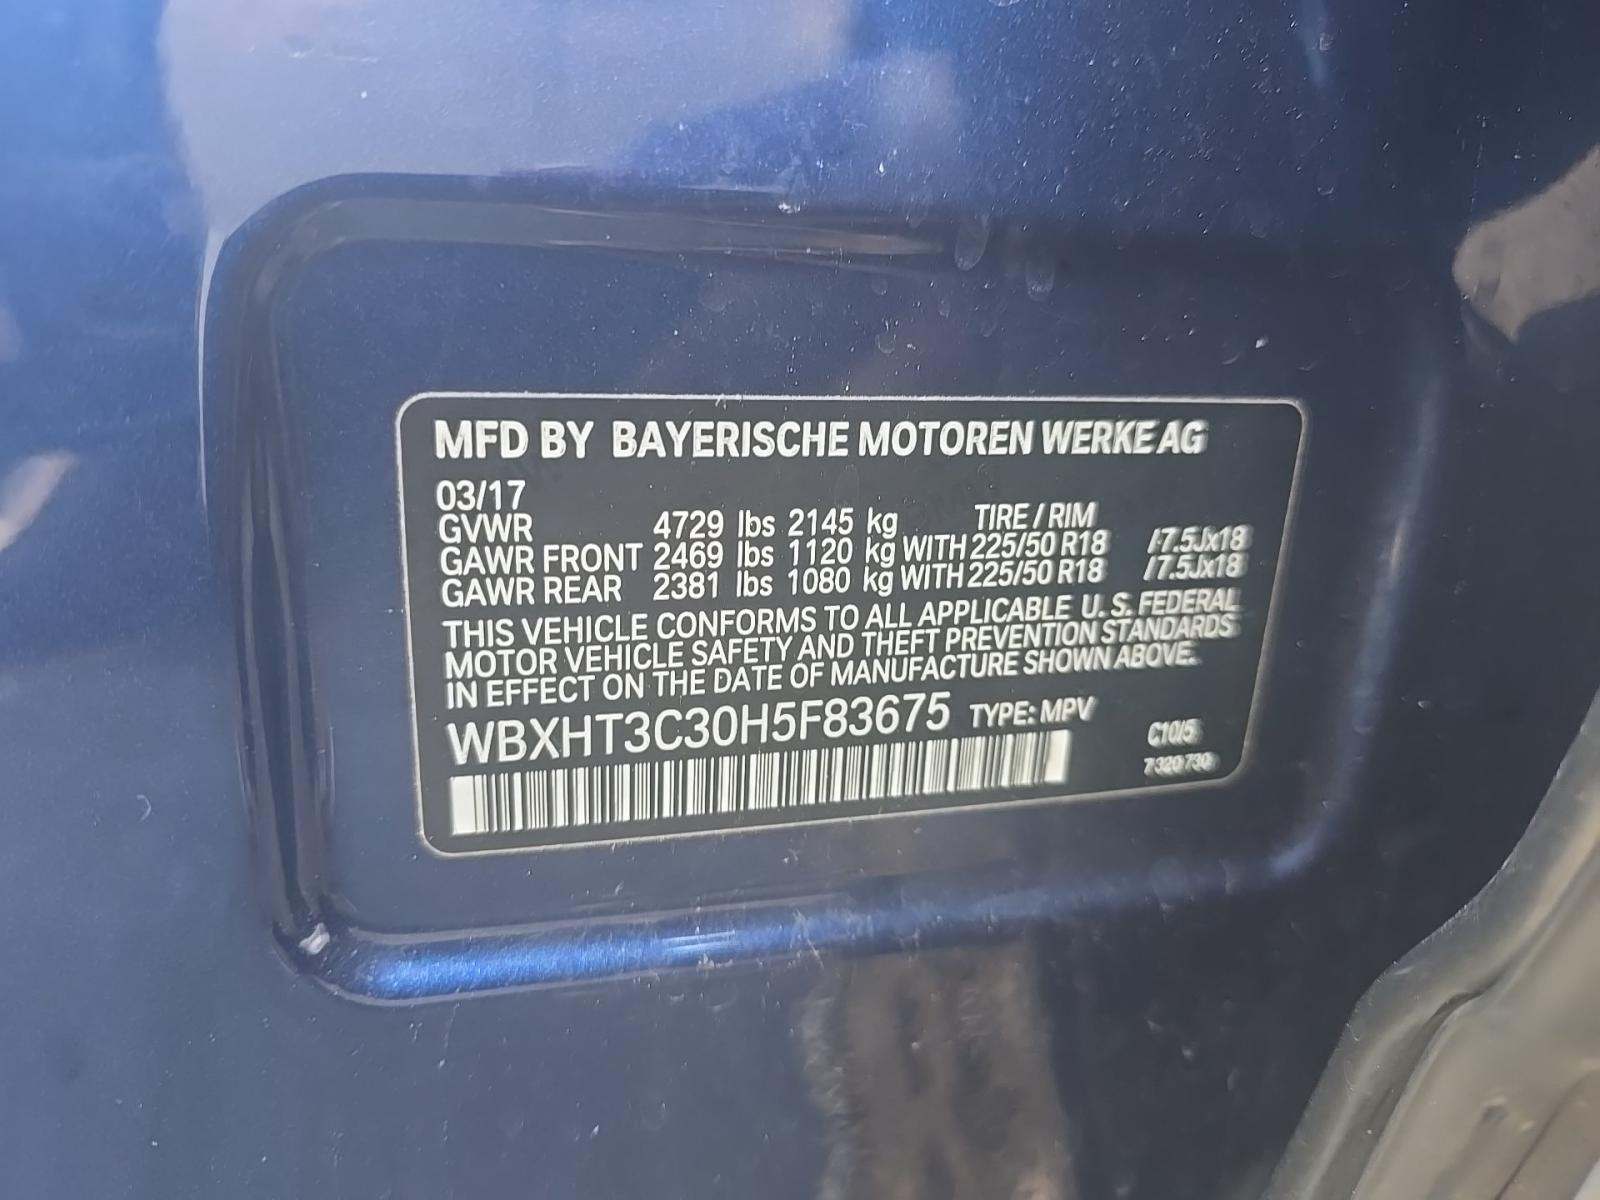 MFD BY BAYERISCHE MOTOREN WERKE AG
03/17
TIRE / RIM
GVWR 4729 lbs 2145 kg
GAWR FRONT 2469 lbs 1120 kg WITH 225/50 R18 /7.5Jx18
GAWR REAR 2381 lbs 1080 kg WITH 225/50 R18 /7.5Jx18
THIS VEHICLE CONFORMS TO ALL APPLICABLE U.S. FEDERAL
MOTOR VEHICLE SAFETY AND THEFT PREVENTION STANDARDS
IN EFFECT ON THE DATE OF MANUFACTURE SHOWN ABOVE.
WBXHT3C30H5F83675 TYPE: MPV
C10/5
7 320 730